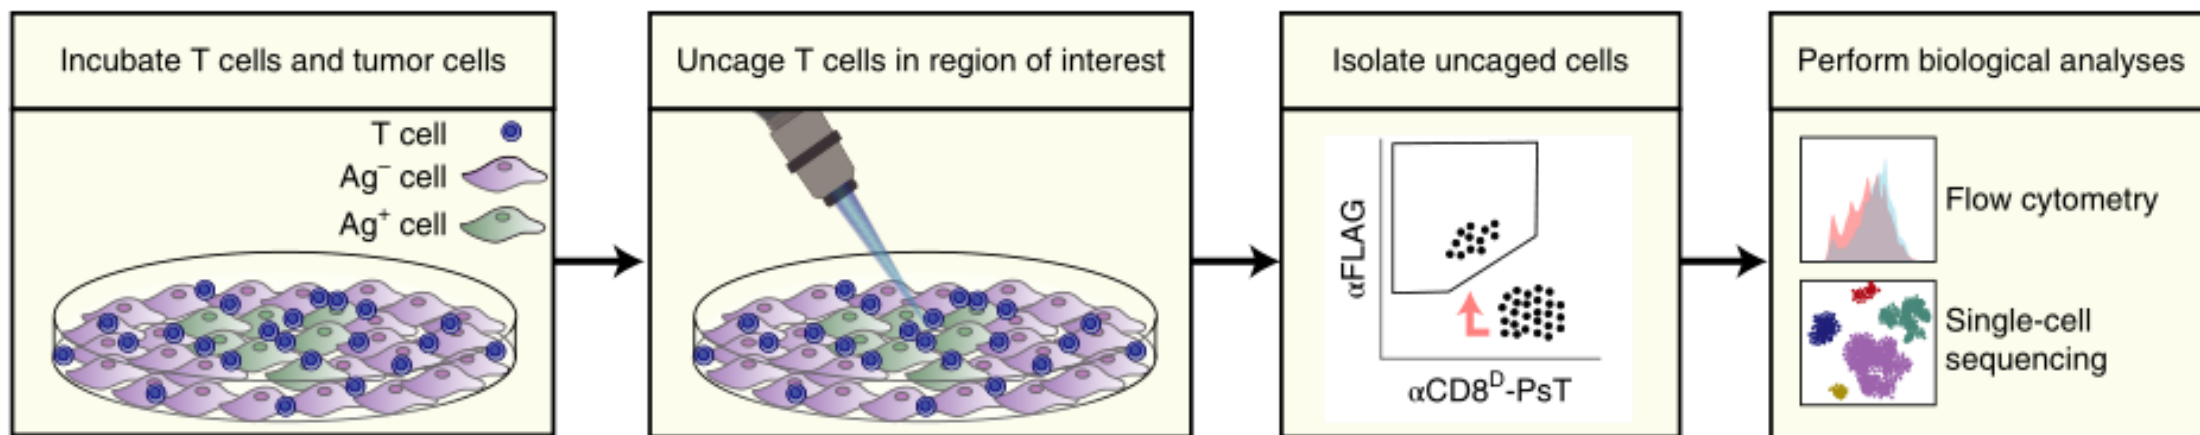 Incubate T cells and tumor cells
T cell
Ag⁻ cell
Ag⁺ cell
Uncage T cells in region of interest
Isolate uncaged cells
αFLAG
αCD8ᴰ-PsT
Perform biological analyses
Flow cytometry
Single-cell
sequencing